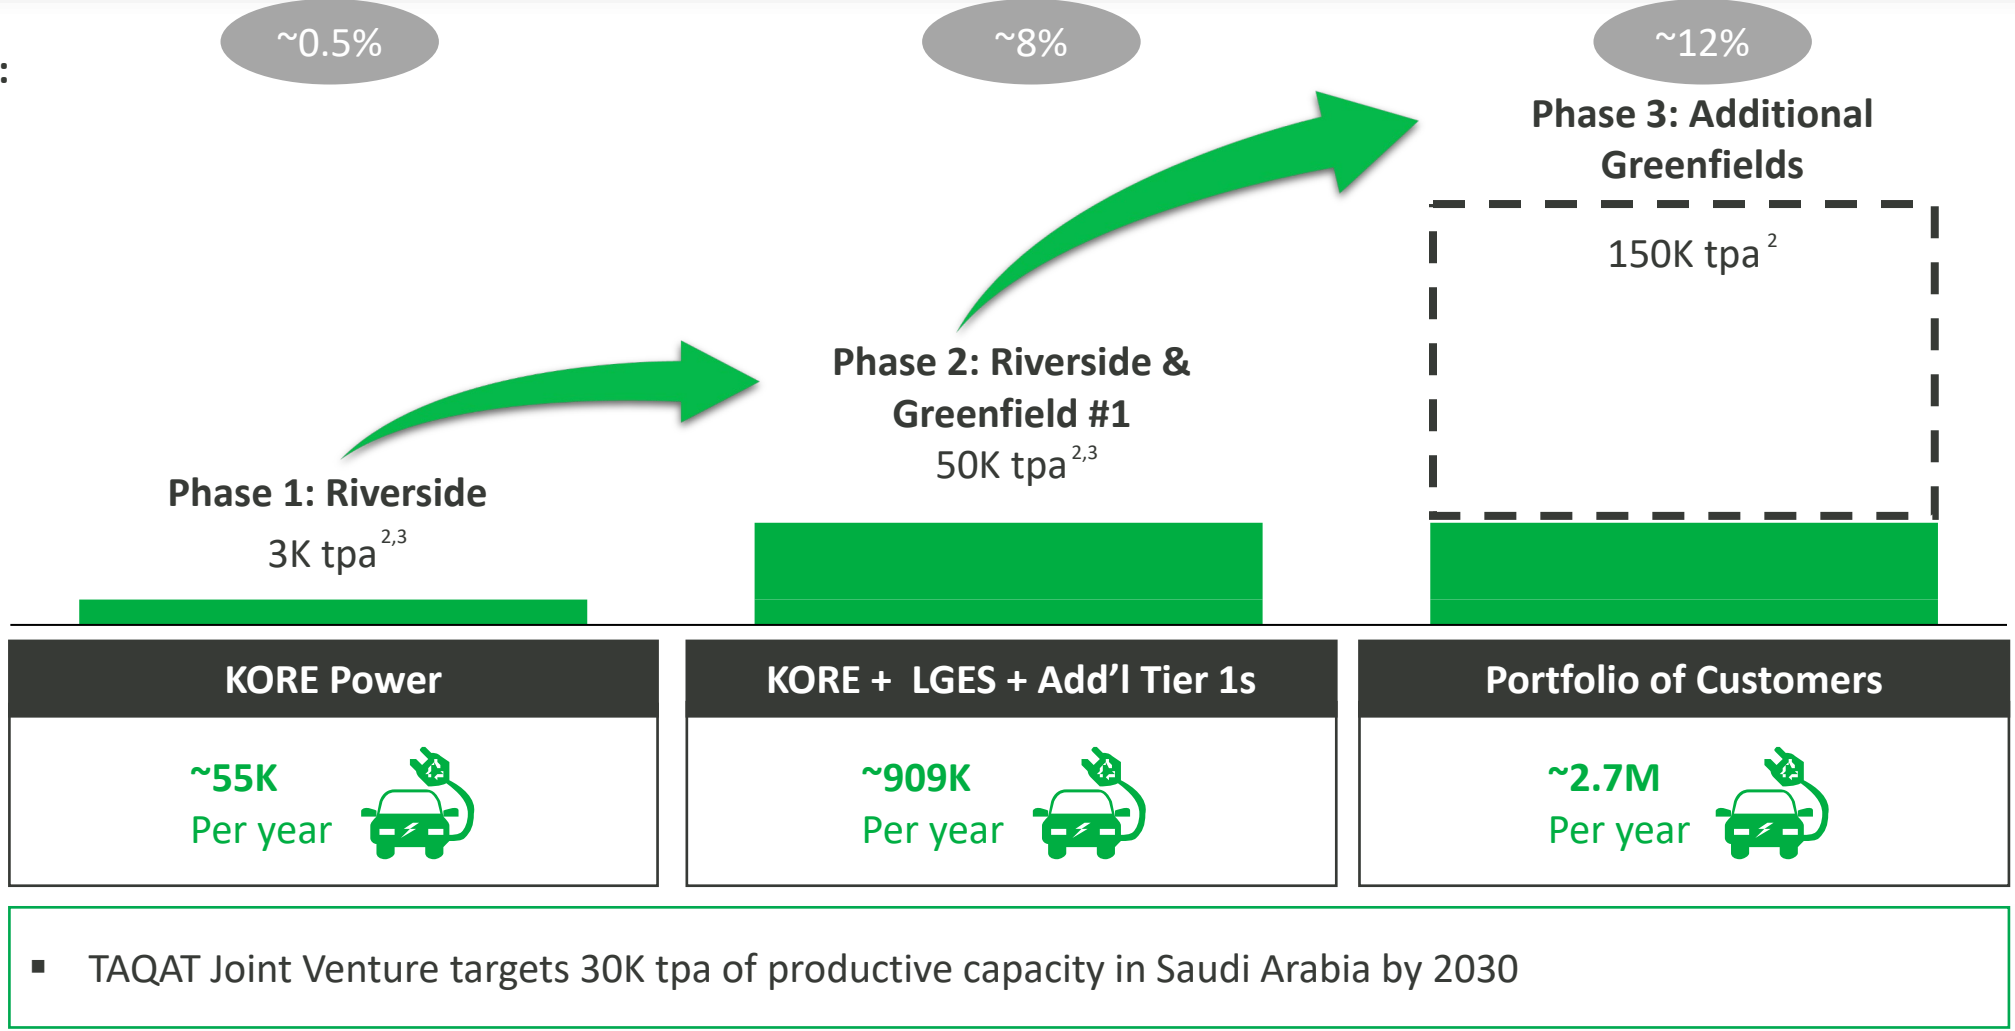 ~0.5%
~8%
~12%
:
Phase 3: Additional
Greenfields
150K tpa 2
Phase 2: Riverside &
Greenfield #1
50K tpa 2,3
Phase 1: Riverside
3K tpa 2,3
KORE Power
KORE + LGES + Add’l Tier 1s
Portfolio of Customers
~55K
Per year
~909K
Per year
~2.7M
Per year
▪ TAQAT Joint Venture targets 30K tpa of productive capacity in Saudi Arabia by 2030